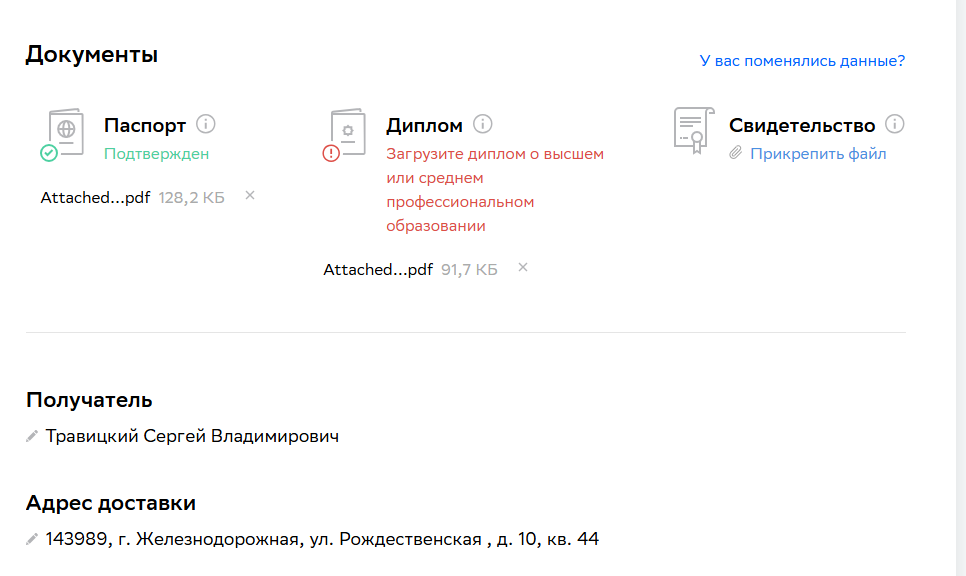 Документы
У вас поменялись данные?
Паспорт
Подтвержден
Attached...pdf 128,2 КБ
Диплом
Загрузите диплом о высшем
или среднем
профессиональном
образовании
Attached...pdf 91,7 КБ
Свидетельство
Прикрепить файл
Получатель
Травицкий Сергей Владимирович
Адрес доставки
143989, г. Железнодорожная, ул. Рождественская , д. 10, кв. 44